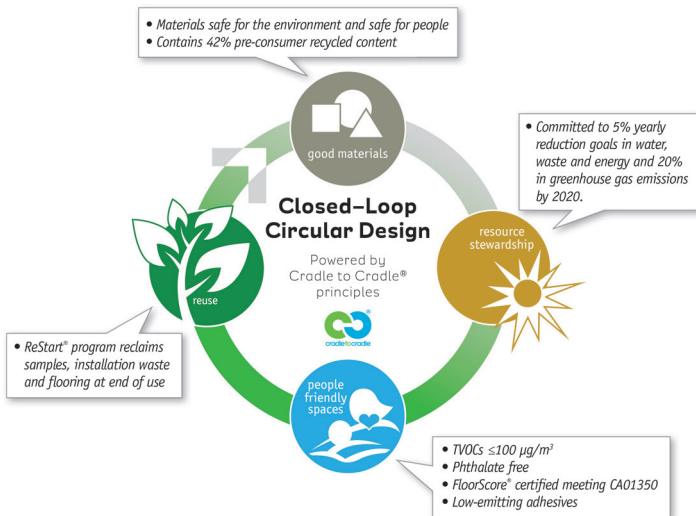 • Materials safe for the environment and safe for people
• Contains 42% pre-consumer recycled content
good materials
• Committed to 5% yearly
reduction goals in water,
waste and energy and 20%
in greenhouse gas emissions
by 2020.
Closed–Loop
Circular Design
Powered by
Cradle to Cradle®
principles
®
cradletocradle
resource
stewardship
reuse
• ReStart® program reclaims
samples, installation waste
and flooring at end of use
people
friendly
spaces
• TVOCs ≤100 µg/m³
• Phthalate free
• FloorScore® certified meeting CA01350
• Low-emitting adhesives